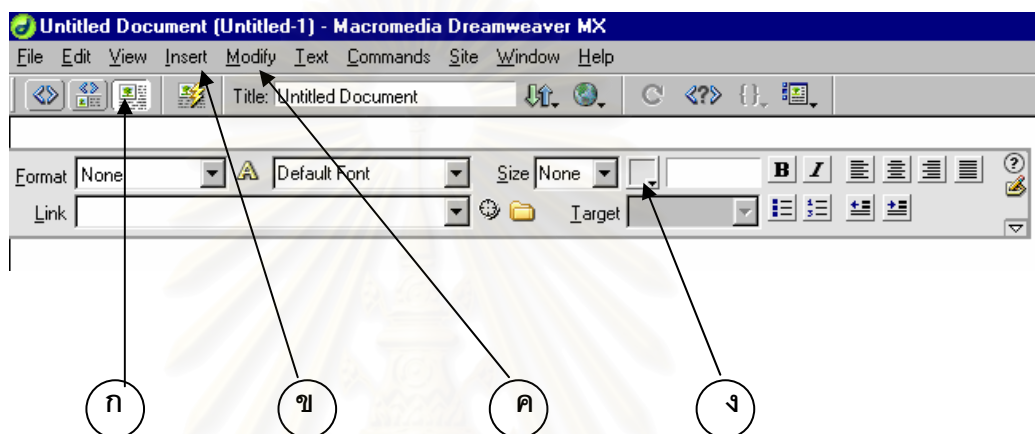 Untitled Document (Untitled-1) - Macromedia Dreamweaver MX
File Edit View Insert Modify Text Commands Site Window Help
Title: Untitled Document
Format None Default Font Size None B I
Link Target
ก ข ค ง